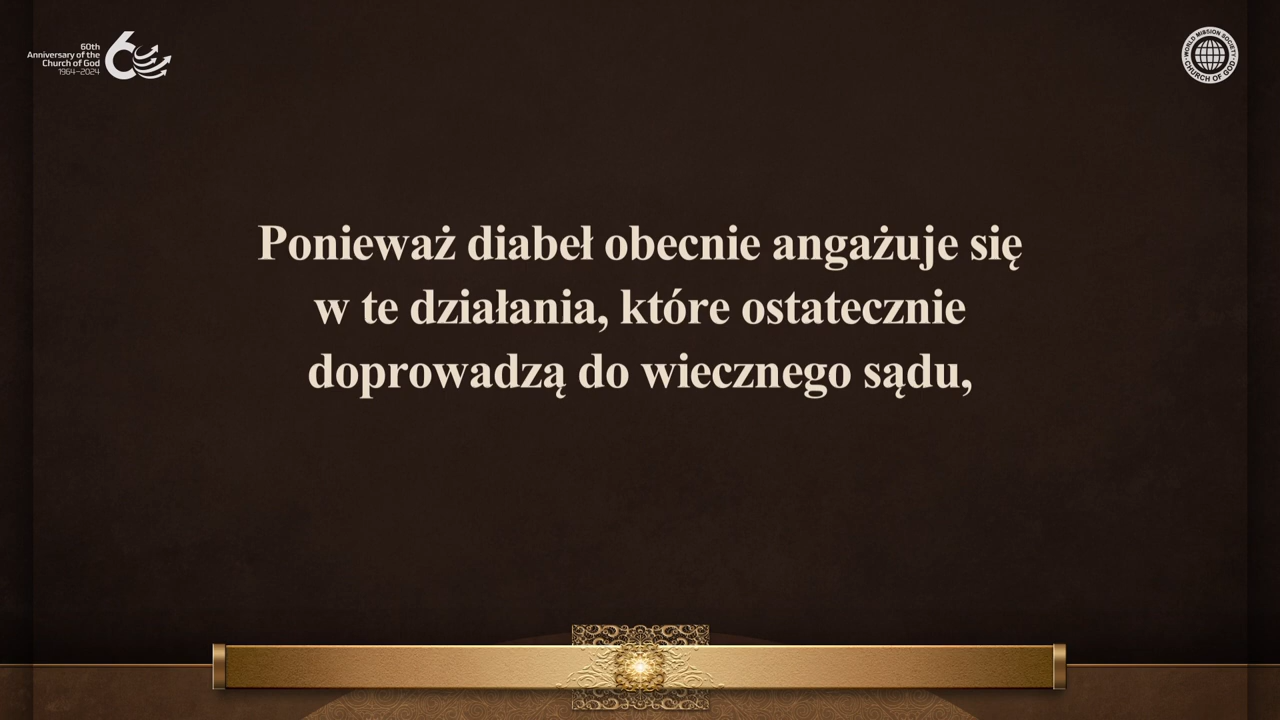 60th
Anniversary of the
Church of God
1964–2024
WORLD MISSION SOCIETY
CHURCH OF GOD
Ponieważ diabeł obecnie angażuje się
w te działania, które ostatecznie
doprowadzą do wiecznego sądu,